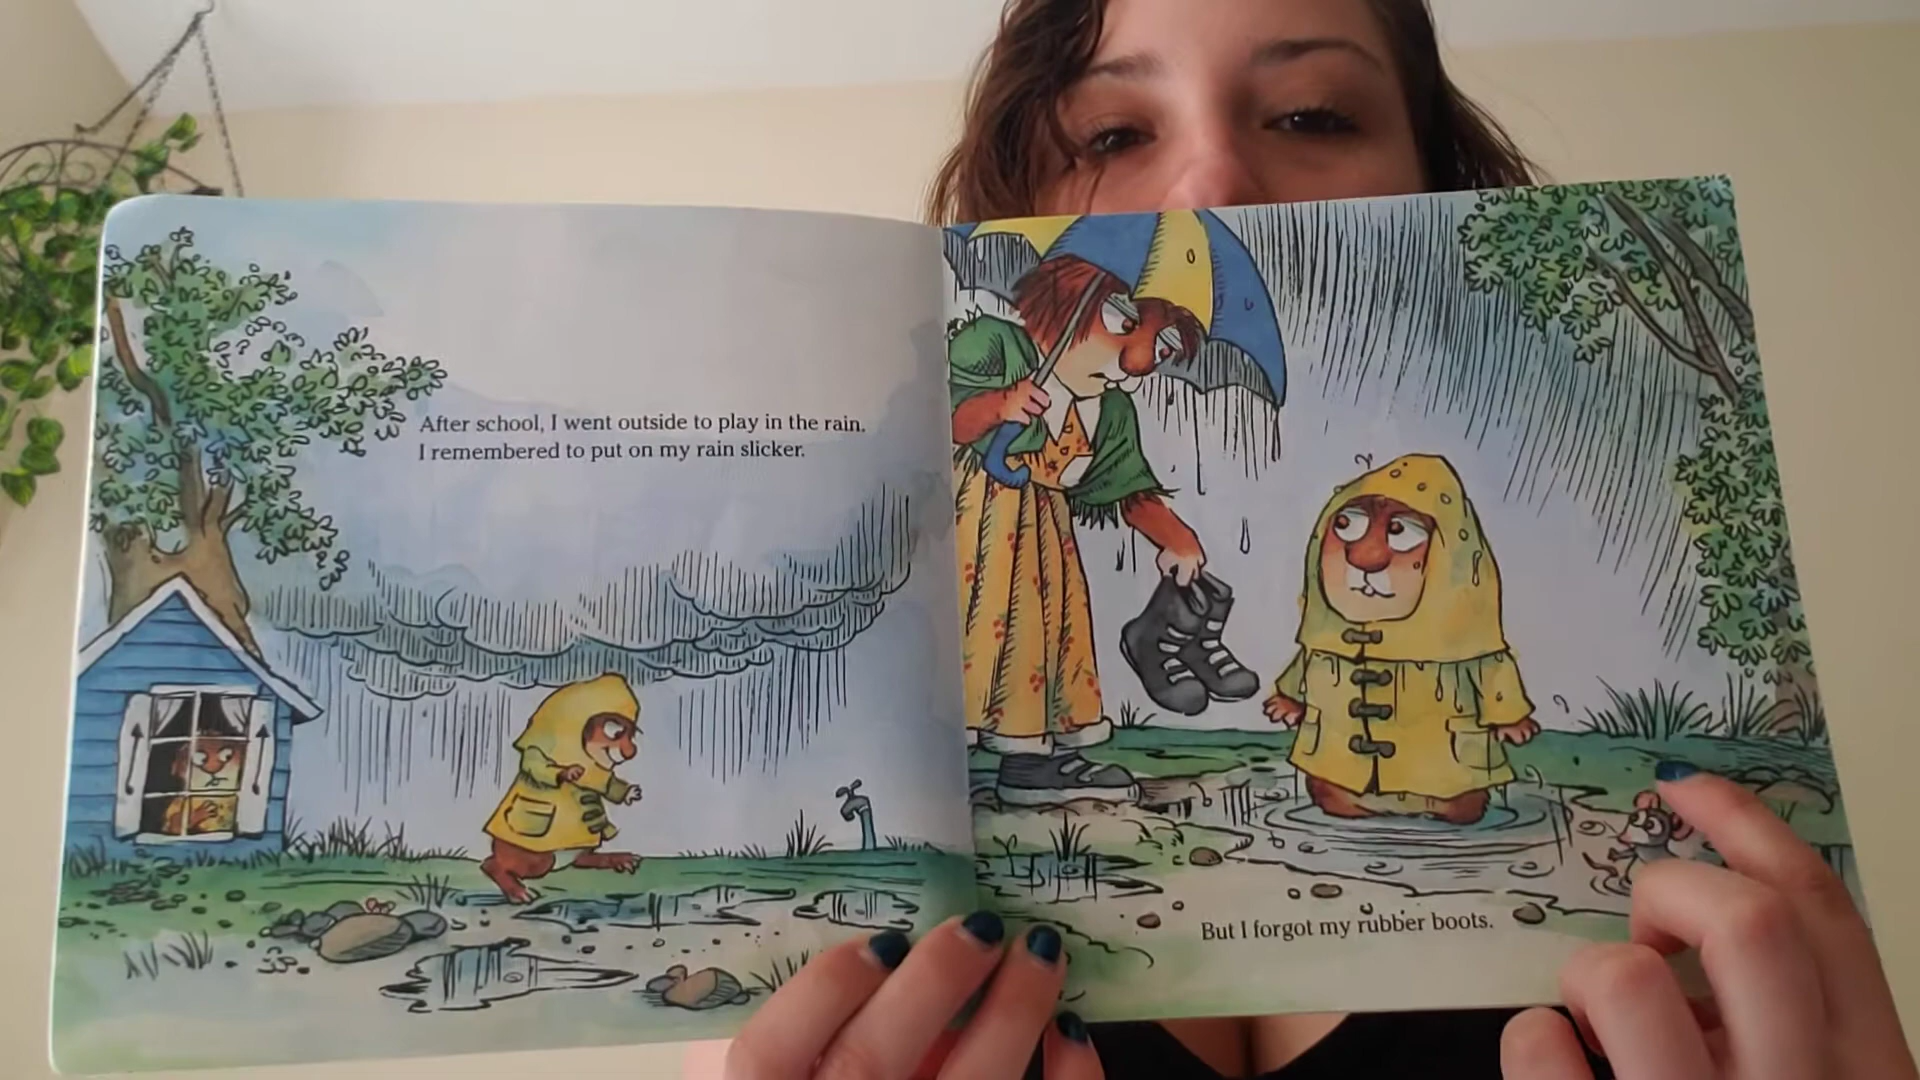 After school, I went outside to play in the rain.
I remembered to put on my rain slicker.
But I forgot my rubber boots.